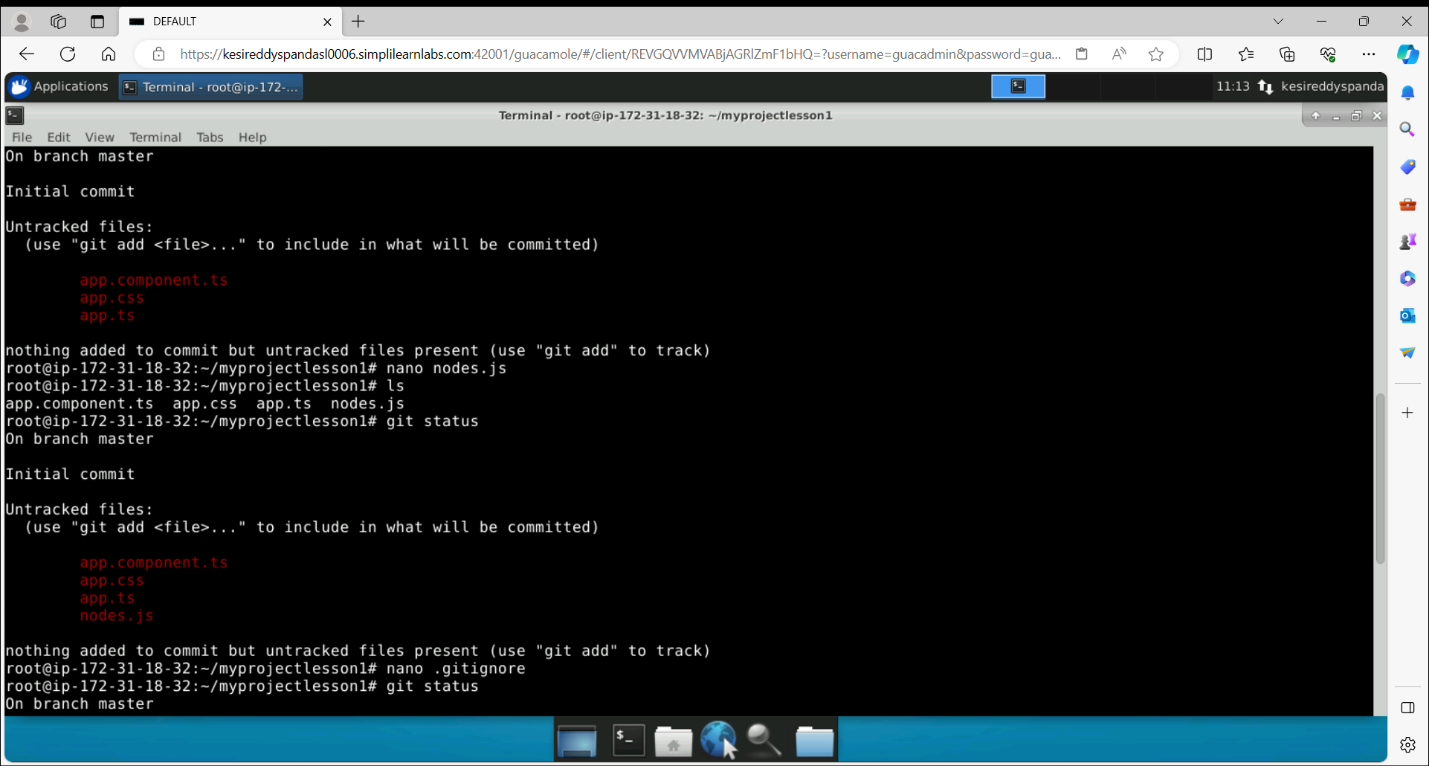 DEFAULT
https://kesireddyspandasl0006.simplilearnlabs.com:42001/guacamole/#/client/REVGQVVMVABjAGRlZmF1bHQ=?username=guacadmin&password=gua...
Applications
Terminal - root@ip-172-...
11:13
kesireddyspanda
Terminal - root@ip-172-31-18-32: ~/myprojectlesson1
File Edit View Terminal Tabs Help
On branch master
Initial commit
Untracked files:
(use "git add <file>..." to include in what will be committed)
app.component.ts
app.css
app.ts
nothing added to commit but untracked files present (use "git add" to track)
root@ip-172-31-18-32:~/myprojectlesson1# nano nodes.js
root@ip-172-31-18-32:~/myprojectlesson1# ls
app.component.ts app.css app.ts nodes.js
root@ip-172-31-18-32:~/myprojectlesson1# git status
On branch master
Initial commit
Untracked files:
(use "git add <file>..." to include in what will be committed)
app.component.ts
app.css
app.ts
nodes.js
nothing added to commit but untracked files present (use "git add" to track)
root@ip-172-31-18-32:~/myprojectlesson1# nano .gitignore
root@ip-172-31-18-32:~/myprojectlesson1# git status
On branch master